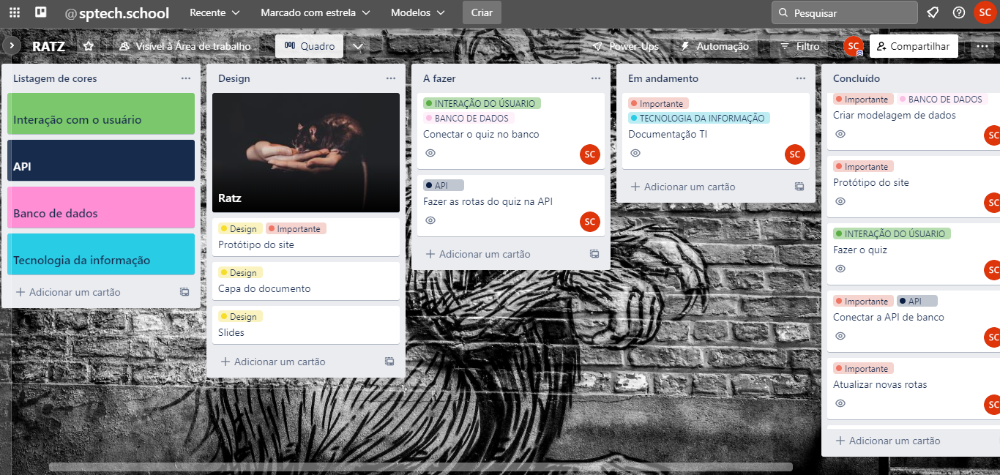 @sptech.school Recente Marcado com estrela Modelos Criar Pesquisar SC
RATZ Visível à Área de trabalho Quadro Power-Ups Automação Filtro SC Compartilhar
Listagem de cores
Interação com o usuário
API
Banco de dados
Tecnologia da informação
Adicionar um cartão
Design
Ratz
Design Importante
Protótipo do site
Design
Capa do documento
Design
Slides
Adicionar um cartão
A fazer
INTERAÇÃO DO ÚSUARIO
BANCO DE DADOS
Conectar o quiz no banco
SC
API
Fazer as rotas do quiz na API
SC
Adicionar um cartão
Em andamento
Importante
TECNOLOGIA DA INFORMAÇÃO
Documentação TI
SC
Adicionar um cartão
Concluído
Importante BANCO DE DADOS
Criar modelagem de dados
SC
Importante
Protótipo do site
SC
INTERAÇÃO DO ÚSUARIO
Fazer o quiz
SC
Importante API
Conectar a API de banco
SC
Importante
Atualizar novas rotas
SC
Adicionar um cartão